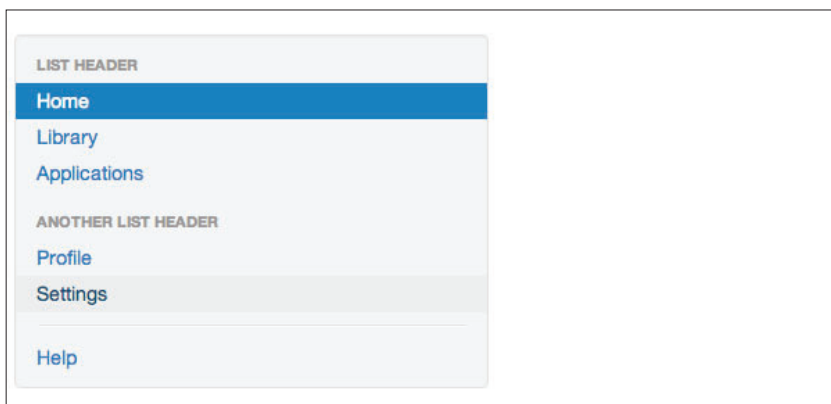 LIST HEADER
Home
Library
Applications
ANOTHER LIST HEADER
Profile
Settings
Help